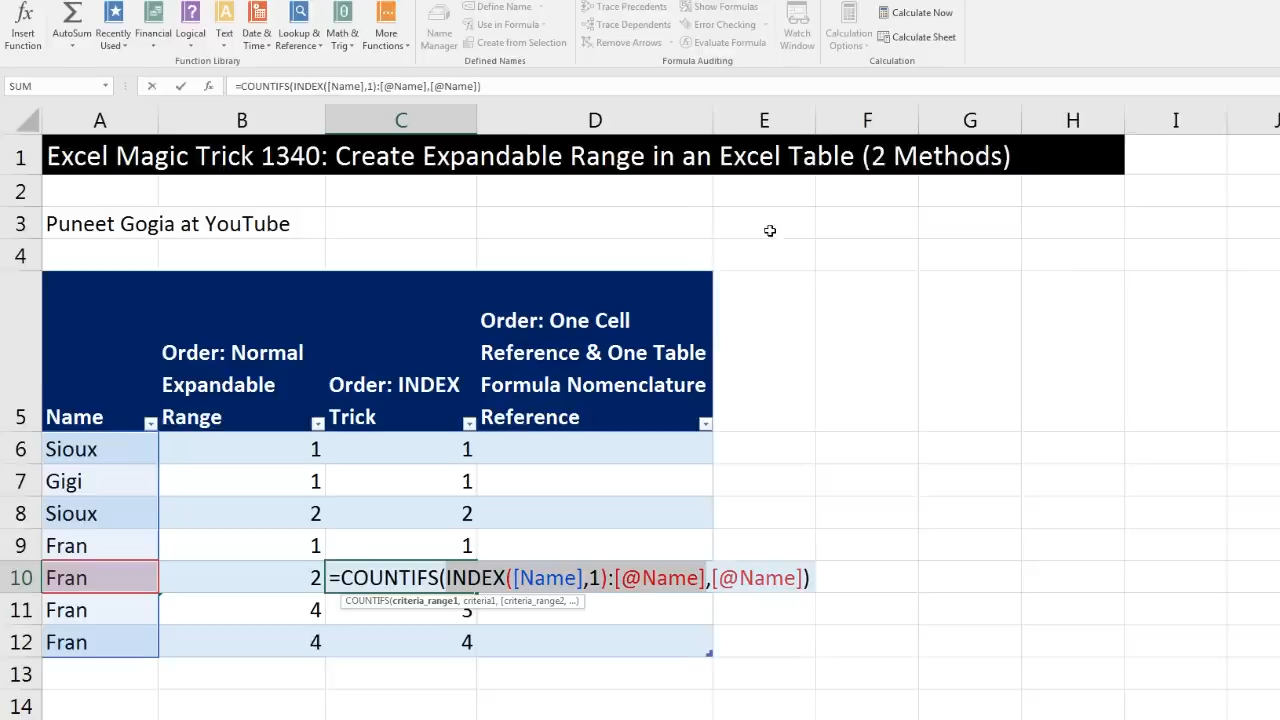 fx Σ ? θ
Insert Function
AutoSum
Recently Used
Financial
Logical
Text
Date & Time
Lookup & Reference
Math & Trig
More Functions
Function Library
Name Manager
Define Name
Use in Formula
Create from Selection
Defined Names
Trace Precedents
Trace Dependents
Remove Arrows
Show Formulas
Error Checking
Evaluate Formula
Formula Auditing
Watch Window
Calculation Options
Calculate Now
Calculate Sheet
Calculation
SUM fx =COUNTIFS(INDEX([Name],1):[@Name],[@Name])
A B C D E F G H I J
1 Excel Magic Trick 1340: Create Expandable Range in an Excel Table (2 Methods)
2
3 Puneet Gogia at YouTube
4
Order: One Cell
Order: Normal Reference & One Table
Expandable Order: INDEX Formula Nomenclature
5 Name Range Trick Reference
6 Sioux 1 1
7 Gigi 1 1
8 Sioux 2 2
9 Fran 1 1
10 Fran 2 =COUNTIFS(INDEX([Name],1):[@Name],[@Name])
COUNTIFS(criteria_range1, criteria1, [criteria_range2, ...)
11 Fran 4 3
12 Fran 4 4
13
14